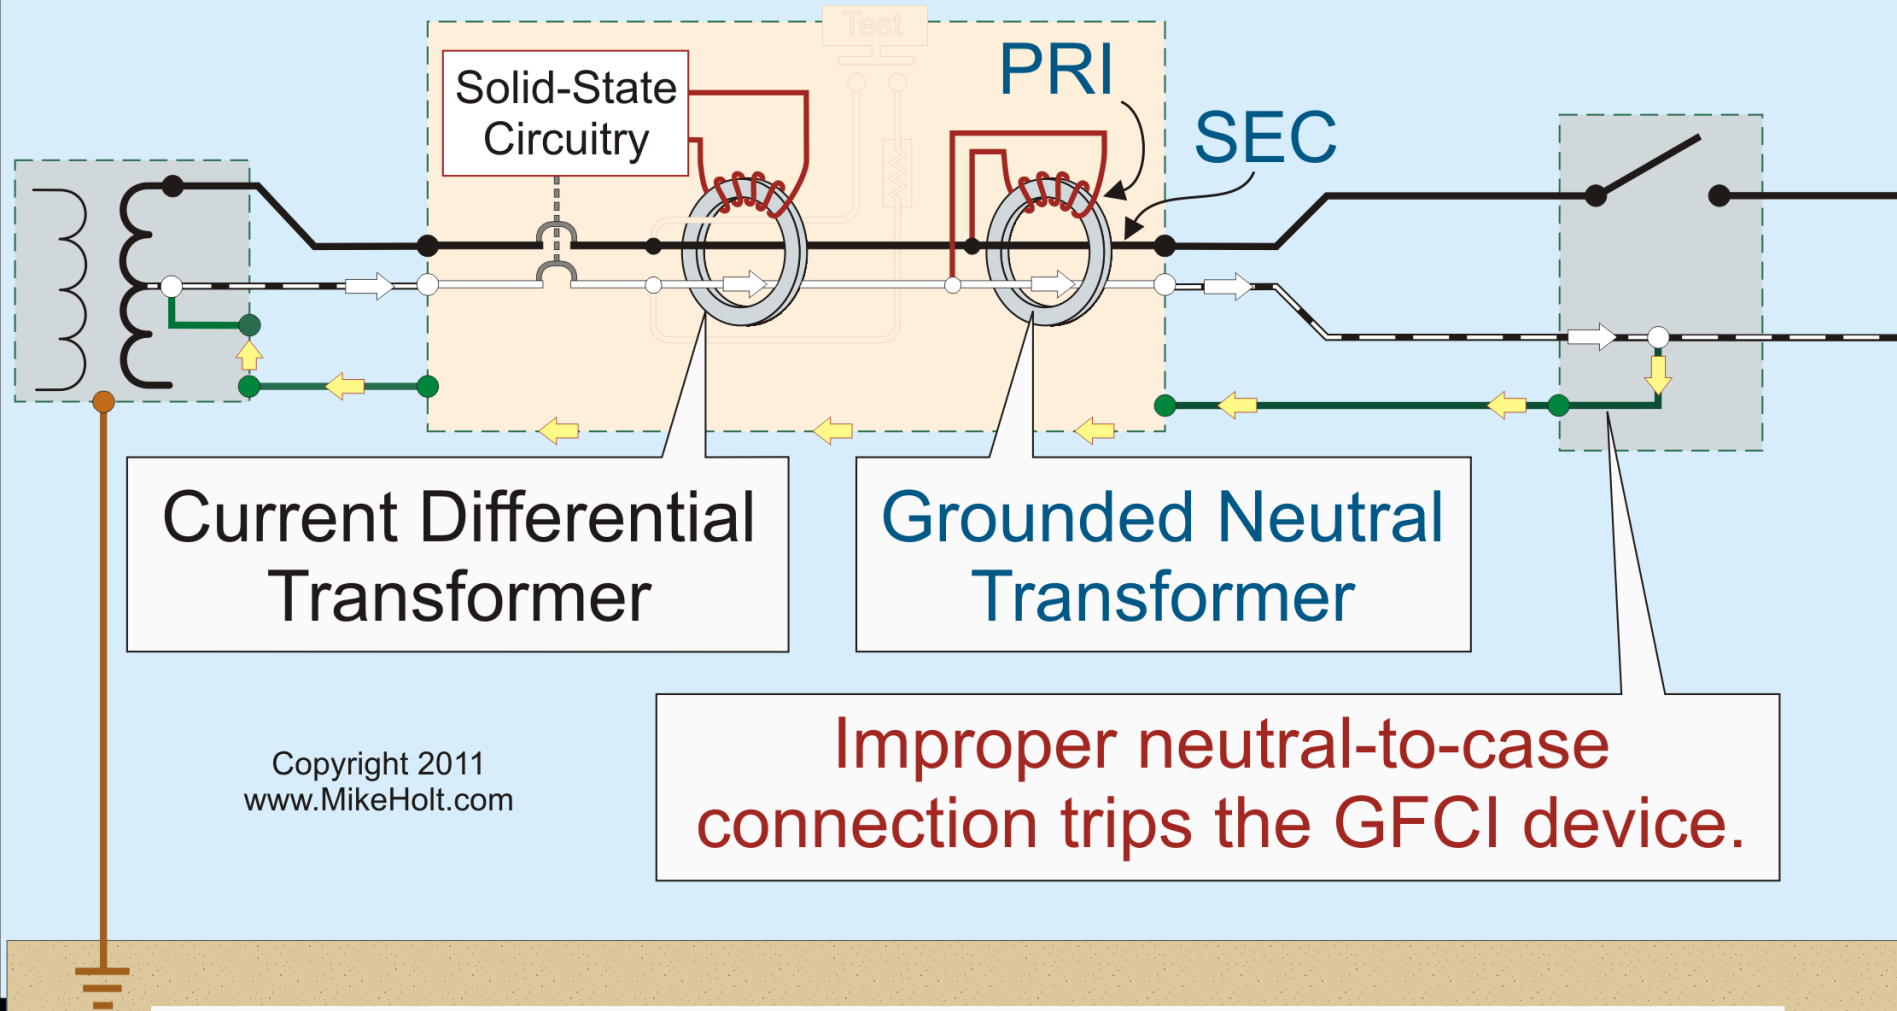 Test
Solid-State
Circuitry
PRI
SEC
Current Differential
Transformer
Grounded Neutral
Transformer
Improper neutral-to-case
connection trips the GFCI device.
Copyright 2011
www.MikeHolt.com